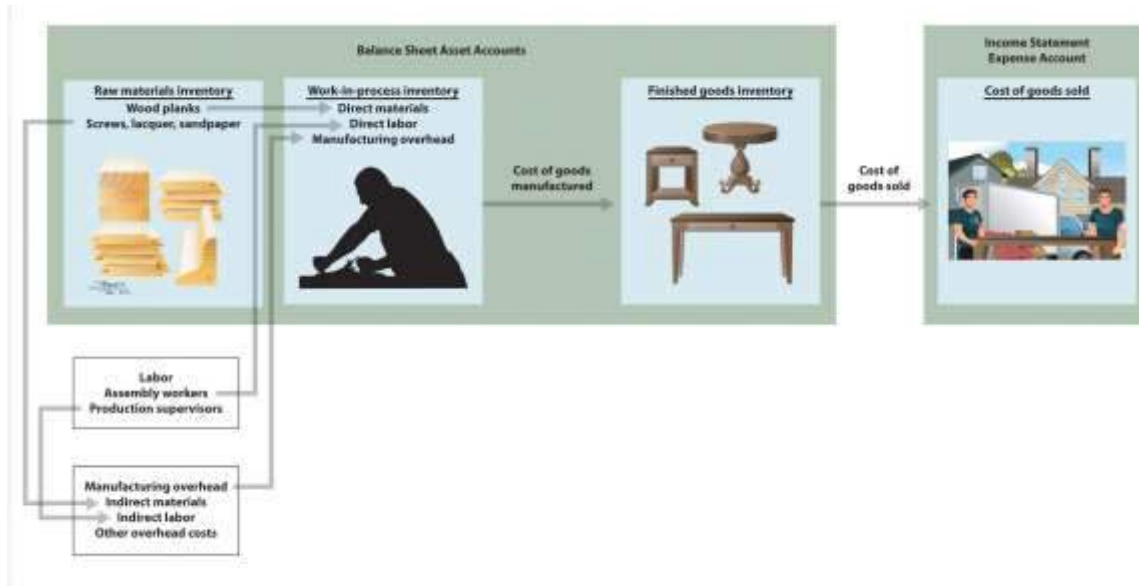 Balance Sheet Asset Accounts
Raw materials inventory
Wood planks
Screws, lacquer, sandpaper
Work-in-process inventory
Direct materials
Direct labor
Manufacturing overhead
Cost of goods
manufactured
Finished goods inventory
Cost of
goods sold
Income Statement
Expense Account
Cost of goods sold
Labor
Assembly workers
Production supervisors
Manufacturing overhead
Indirect materials
Indirect labor
Other overhead costs